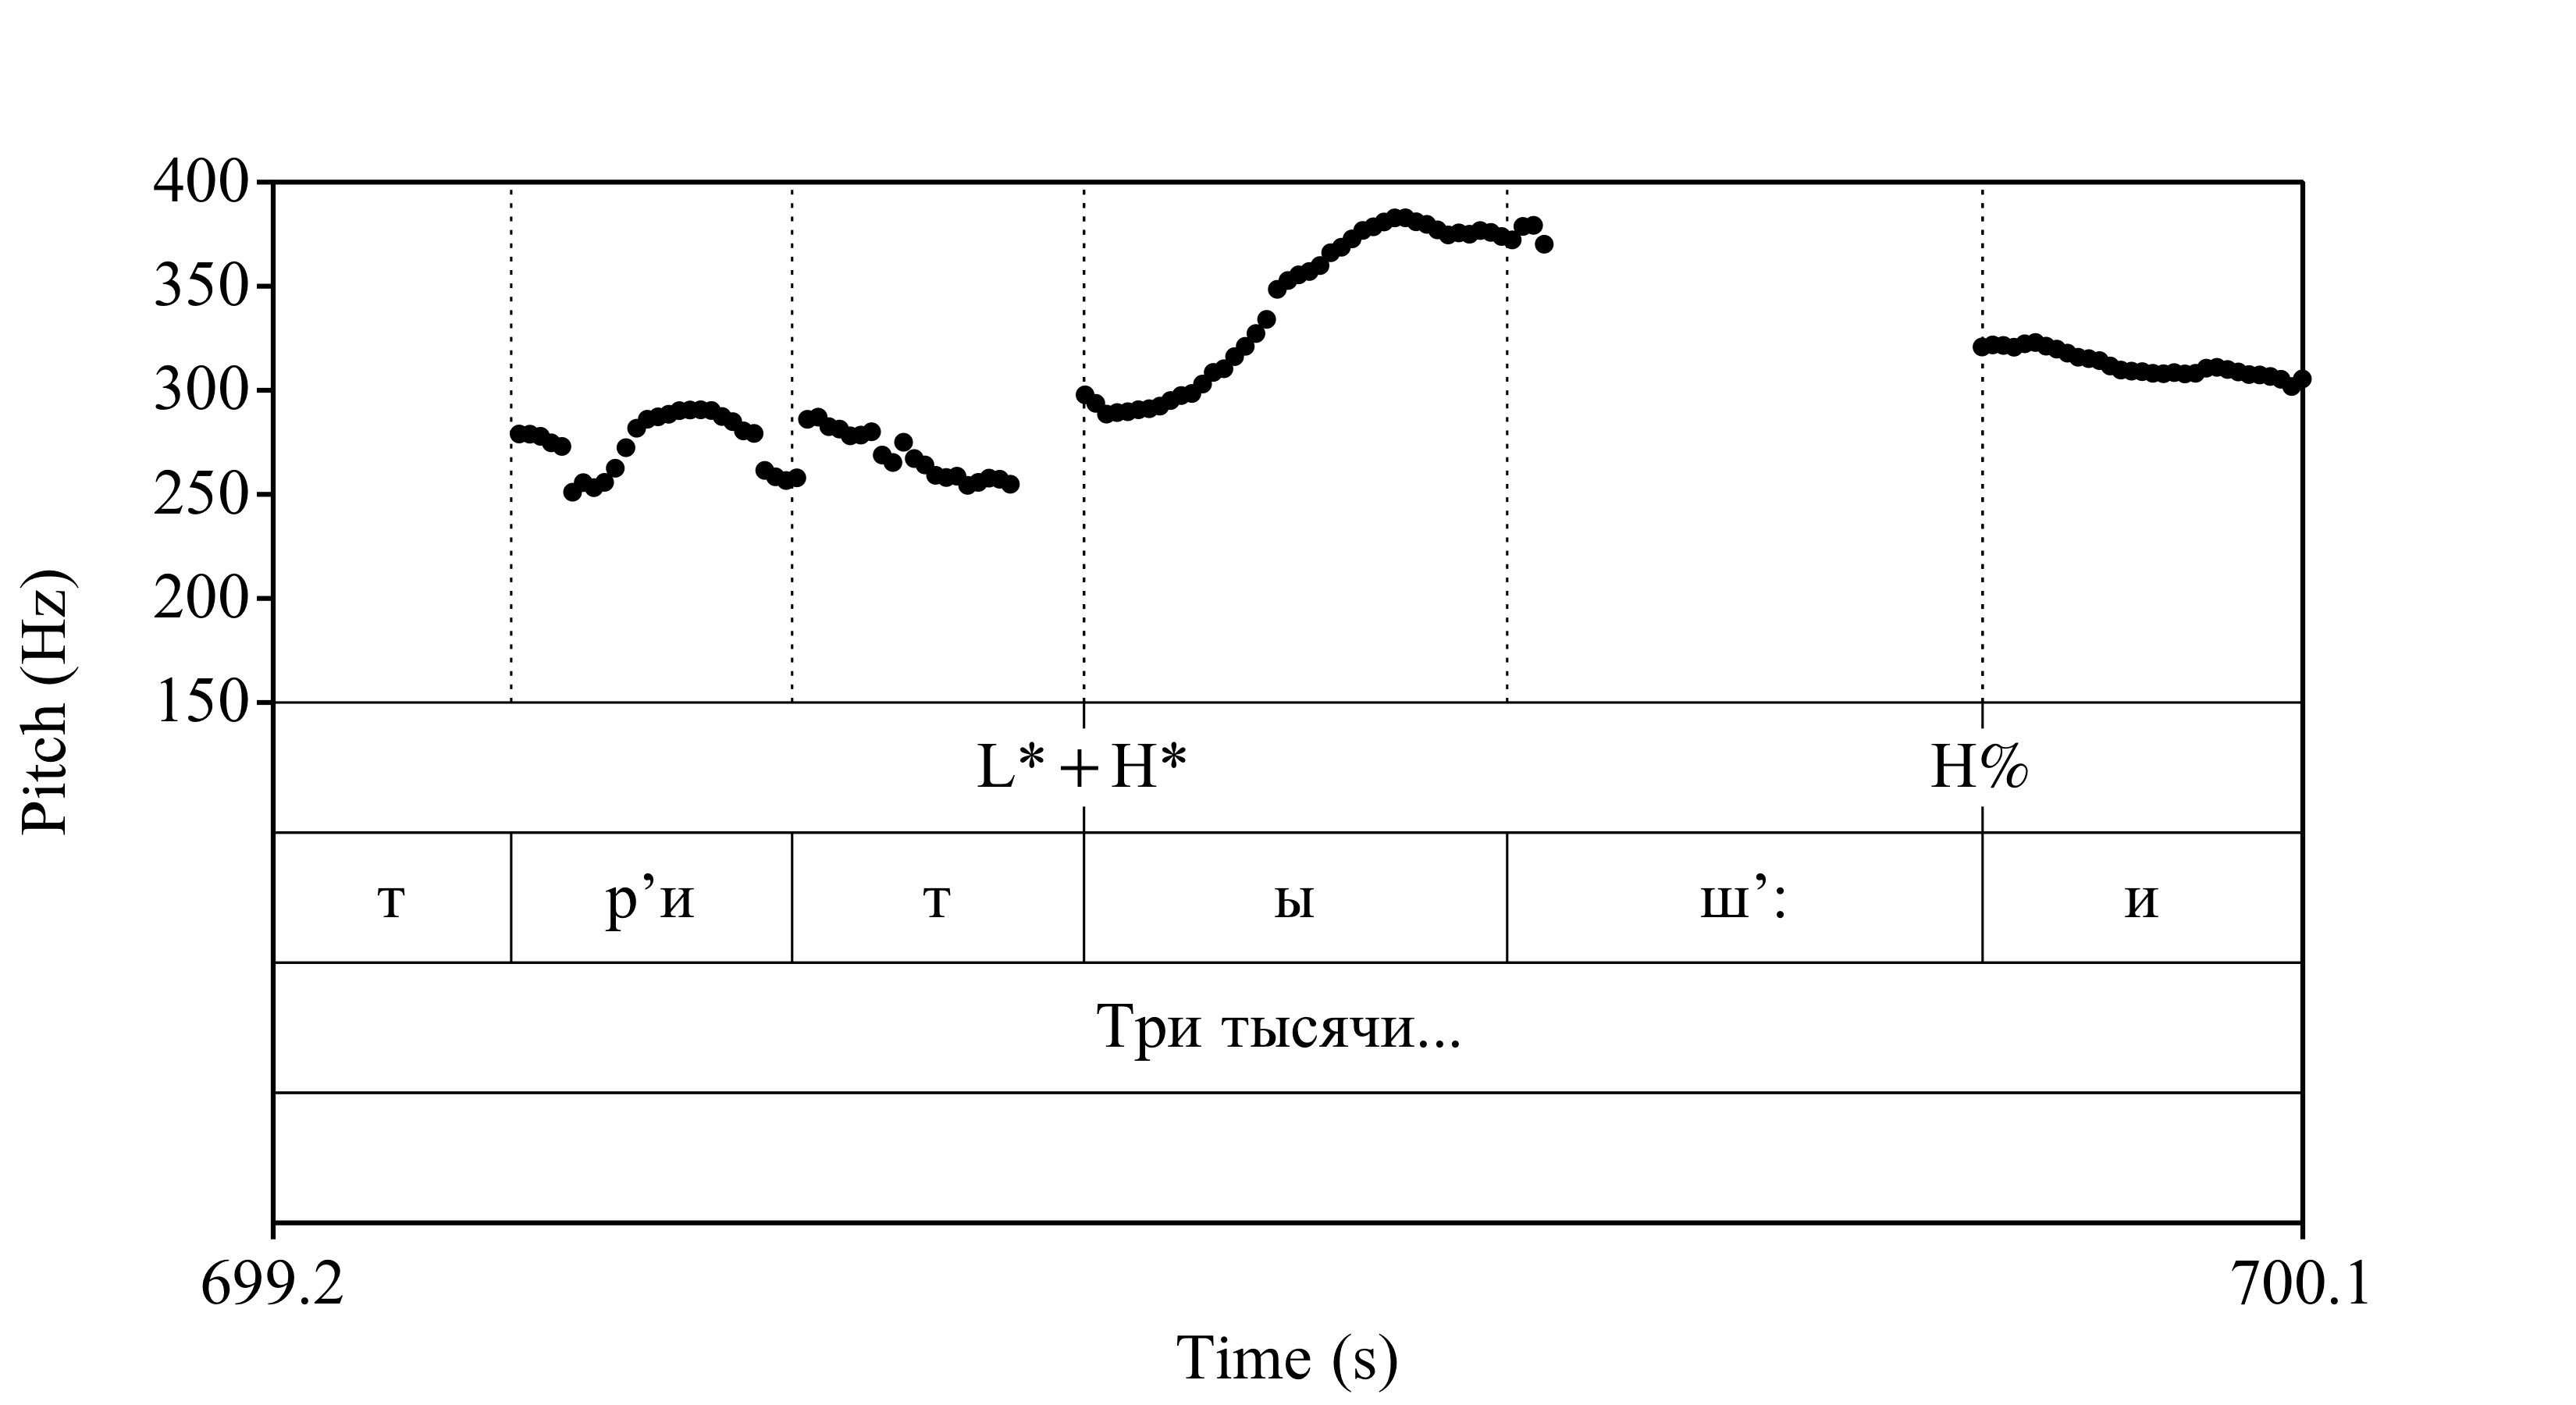 400
350
300
250
200
150
Pitch (Hz)
L* + H* H%
т р’и т ы ш’: и
Три тысячи...
699.2 700.1
Time (s)